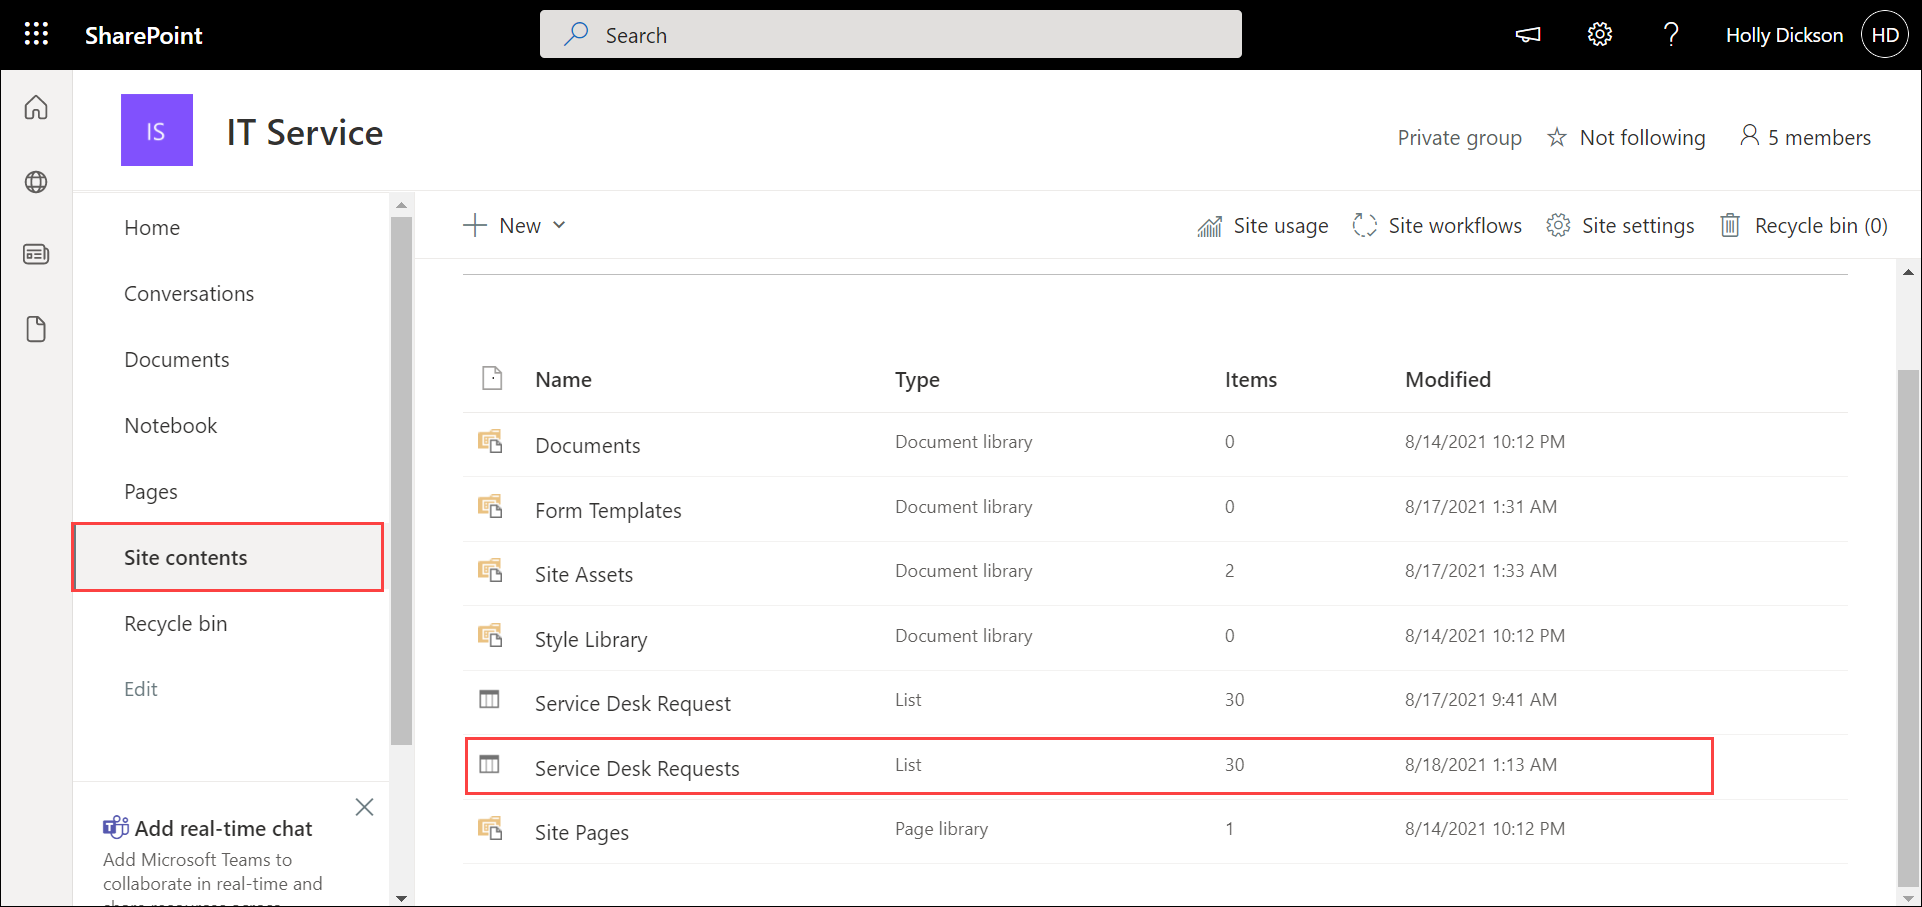 SharePoint
Search
Holly Dickson
HD
IS
IT Service
Private group
Not following
5 members
Home
Conversations
Documents
Notebook
Pages
Site contents
Recycle bin
Edit
Add real-time chat
Add Microsoft Teams to
collaborate in real-time and
New
Site usage
Site workflows
Site settings
Recycle bin (0)
Name Type Items Modified
Documents Document library 0 8/14/2021 10:12 PM
Form Templates Document library 0 8/17/2021 1:31 AM
Site Assets Document library 2 8/17/2021 1:33 AM
Style Library Document library 0 8/14/2021 10:12 PM
Service Desk Request List 30 8/17/2021 9:41 AM
Service Desk Requests List 30 8/18/2021 1:13 AM
Site Pages Page library 1 8/14/2021 10:12 PM